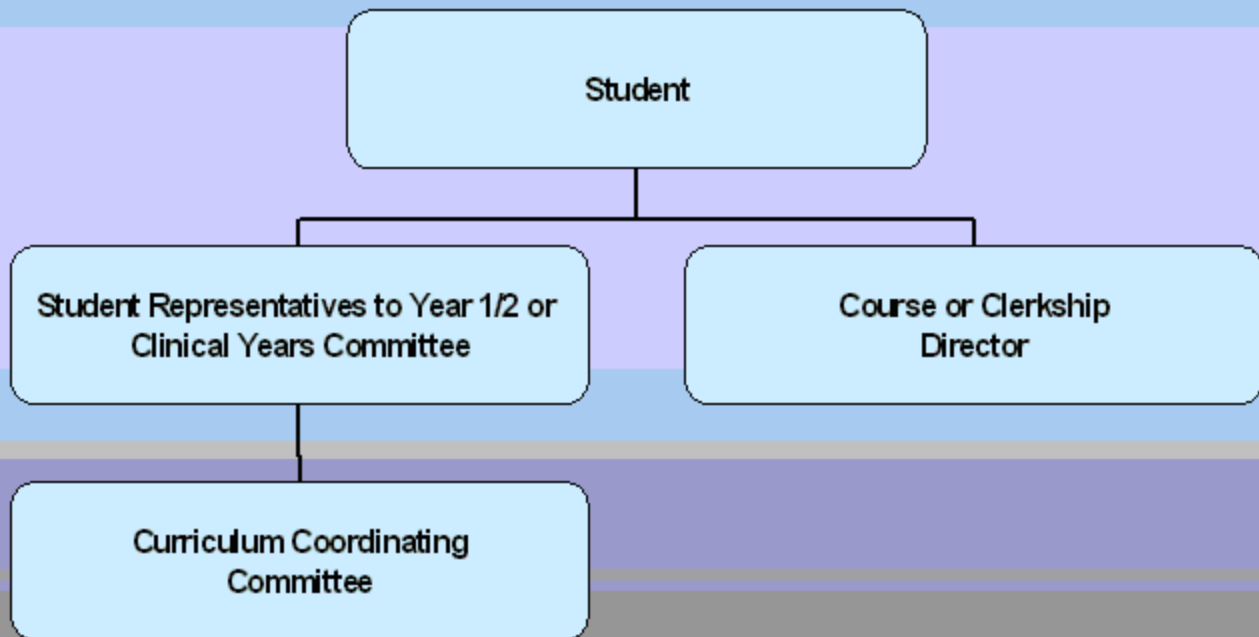 Student
Student Representatives to Year 1/2 or
Clinical Years Committee
Course or Clerkship
Director
Curriculum Coordinating
Committee